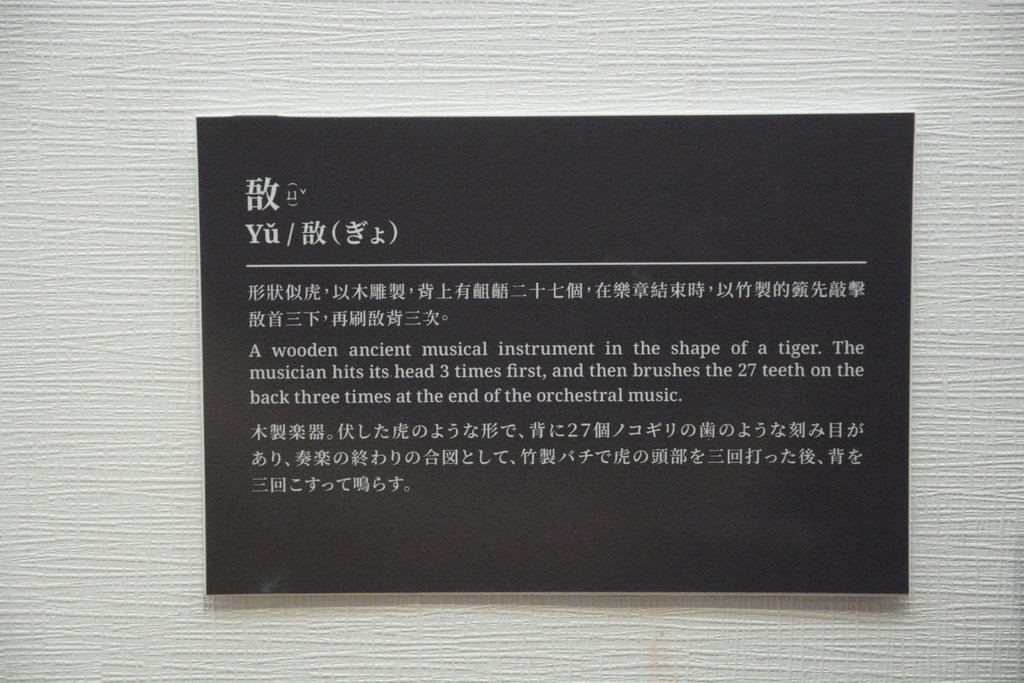 敔(ㄩˇ)
Yǔ / 敔(ぎょ)
形狀似虎，以木雕製，背上有齟齬二十七個，在樂章結束時，以竹製的籈先敲擊
敔首三下，再刷敔背三次。
A wooden ancient musical instrument in the shape of a tiger. The
musician hits its head 3 times first, and then brushes the 27 teeth on the
back three times at the end of the orchestral music.
木製楽器。伏した虎のような形で、背に27個ノコギリの歯のような刻み目が
あり、奏楽の終わりの合図として、竹製バチで虎の頭部を三回打った後、背を
三回こすって鳴らす。